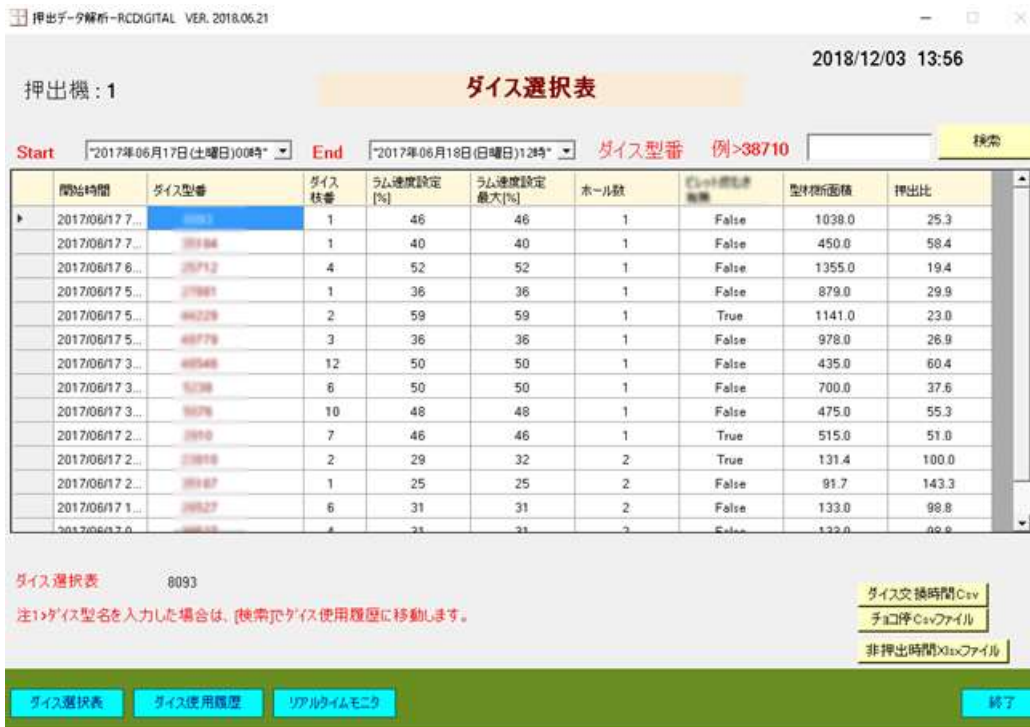 押出データ解析-RCDIGITAL VER. 2018.06.21
2018/12/03 13:56
押出機 : 1
ダイス選択表
Start "2017年06月17日(土曜日)00時" End "2017年06月18日(日曜日)12時" ダイス型番 例>38710 検索
開始時間 ダイス型番 ダイス枝番 ラム速度設定[%] ラム速度設定最大[%] ホール数 型材断面積 押出比
2017/06/17 7... 1 46 46 1 False 1038.0 25.3
2017/06/17 7... 1 40 40 1 False 450.0 58.4
2017/06/17 6... 4 52 52 1 False 1355.0 19.4
2017/06/17 5... 1 36 36 1 False 879.0 29.9
2017/06/17 5... 2 59 59 1 True 1141.0 23.0
2017/06/17 5... 3 36 36 1 False 978.0 26.9
2017/06/17 3... 12 50 50 1 False 435.0 60.4
2017/06/17 3... 6 50 50 1 False 700.0 37.6
2017/06/17 3... 10 48 48 1 False 475.0 55.3
2017/06/17 2... 7 46 46 1 True 515.0 51.0
2017/06/17 2... 2 29 32 2 True 131.4 100.0
2017/06/17 2... 1 25 25 2 False 91.7 143.3
2017/06/17 1... 6 31 31 2 False 133.0 98.8
ダイス選択表 8093
注1>ダイス型名を入力した場合は、[検索]でダイス使用履歴に移動します。
ダイス交換時間Csv
チョコ停Csvファイル
非押出時間Xlsxファイル
ダイス選択表 ダイス使用履歴 リアルタイムモニタ 終了